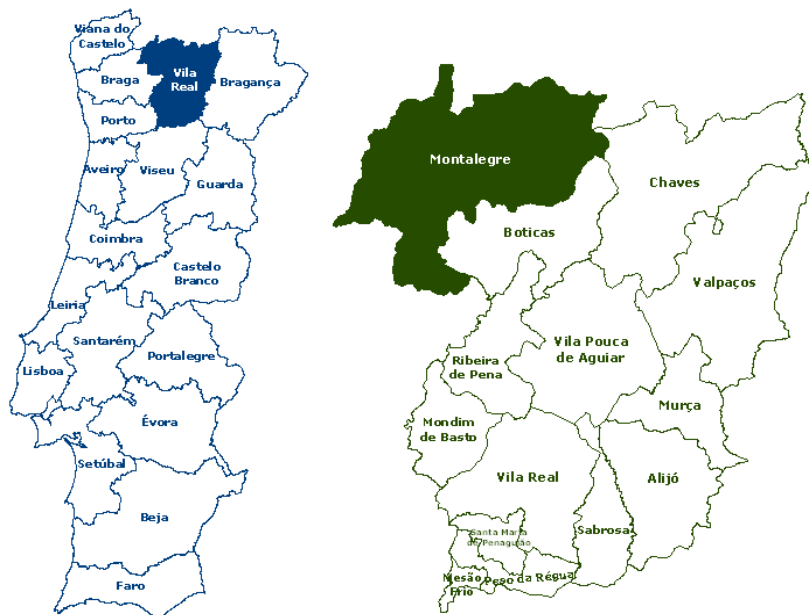 Viana do
Castelo
Vila
Real
Braga
Bragança
Porto
Aveiro
Viseu
Guarda
Coimbra
Castelo
Branco
Leiria
Santarém
Portalegre
Lisboa
Évora
Setúbal
Beja
Faro
Montalegre
Chaves
Boticas
Valpaços
Vila Pouca
de Aguiar
Ribeira
de Pena
Murça
Mondim
de Basto
Vila Real
Alijó
Sabrosa
Santa Marta
de Penaguião
Mesão
Frio
Peso da Régua